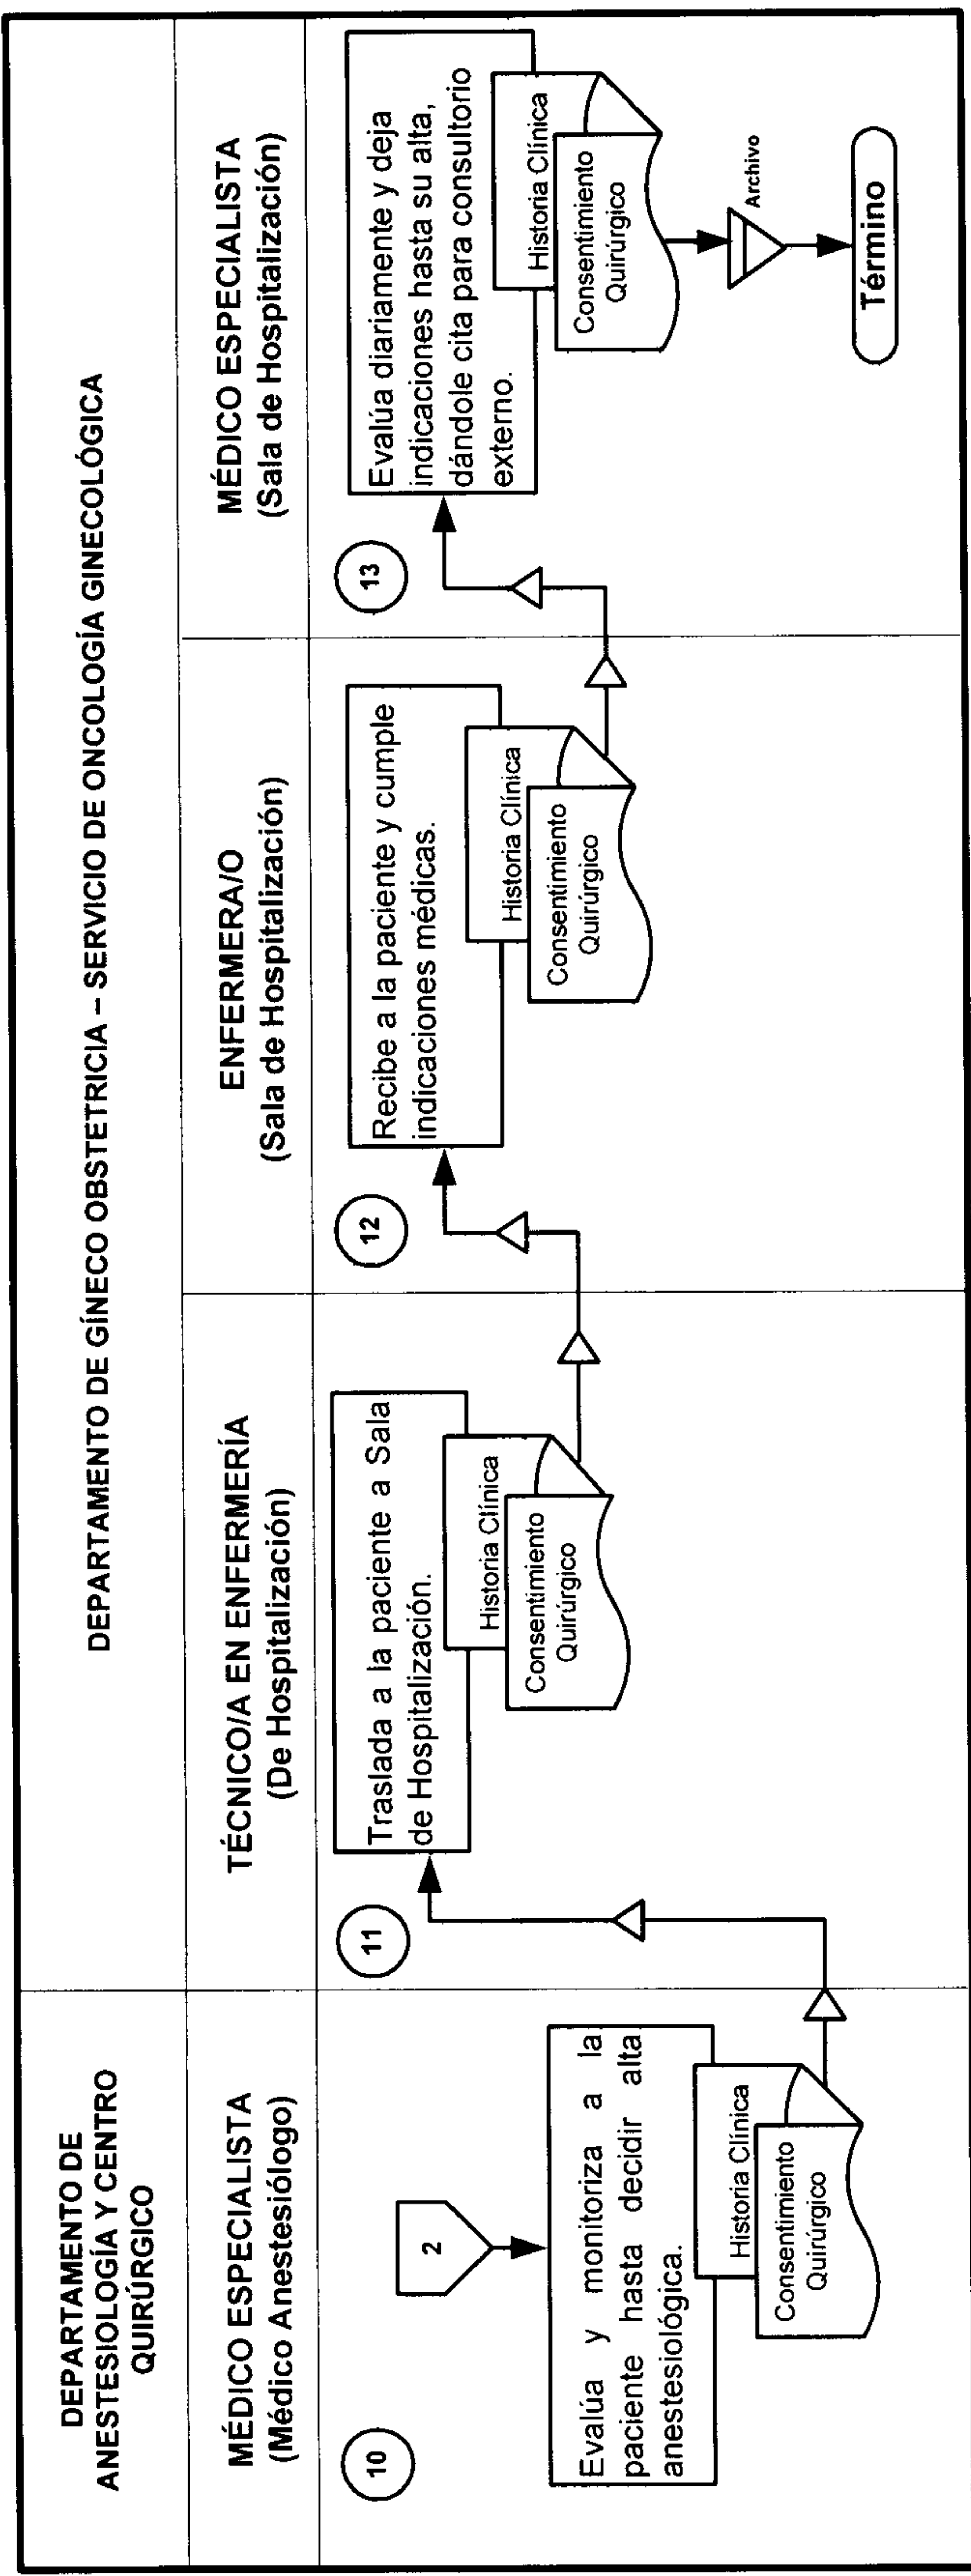 DEPARTAMENTO DE
ANESTESIOLOGÍA Y CENTRO
QUIRÚRGICO
DEPARTAMENTO DE GÍNECO OBSTETRICIA – SERVICIO DE ONCOLOGÍA GINECOLÓGICA
MÉDICO ESPECIALISTA
(Médico Anestesiólogo)
TÉCNICO/A EN ENFERMERÍA
(De Hospitalización)
ENFERMERA/O
(Sala de Hospitalización)
MÉDICO ESPECIALISTA
(Sala de Hospitalización)
10
2
Evalúa y monitoriza a la
paciente hasta decidir alta
anestesiológica.
Historia Clínica
Consentimiento
Quirúrgico
11
Traslada a la paciente a Sala
de Hospitalización.
Historia Clínica
Consentimiento
Quirúrgico
12
Recibe a la paciente y cumple
indicaciones médicas.
Historia Clínica
Consentimiento
Quirúrgico
13
Evalúa diariamente y deja
indicaciones hasta su alta,
dándole cita para consultorio
externo.
Historia Clínica
Consentimiento
Quirúrgico
Archivo
Término